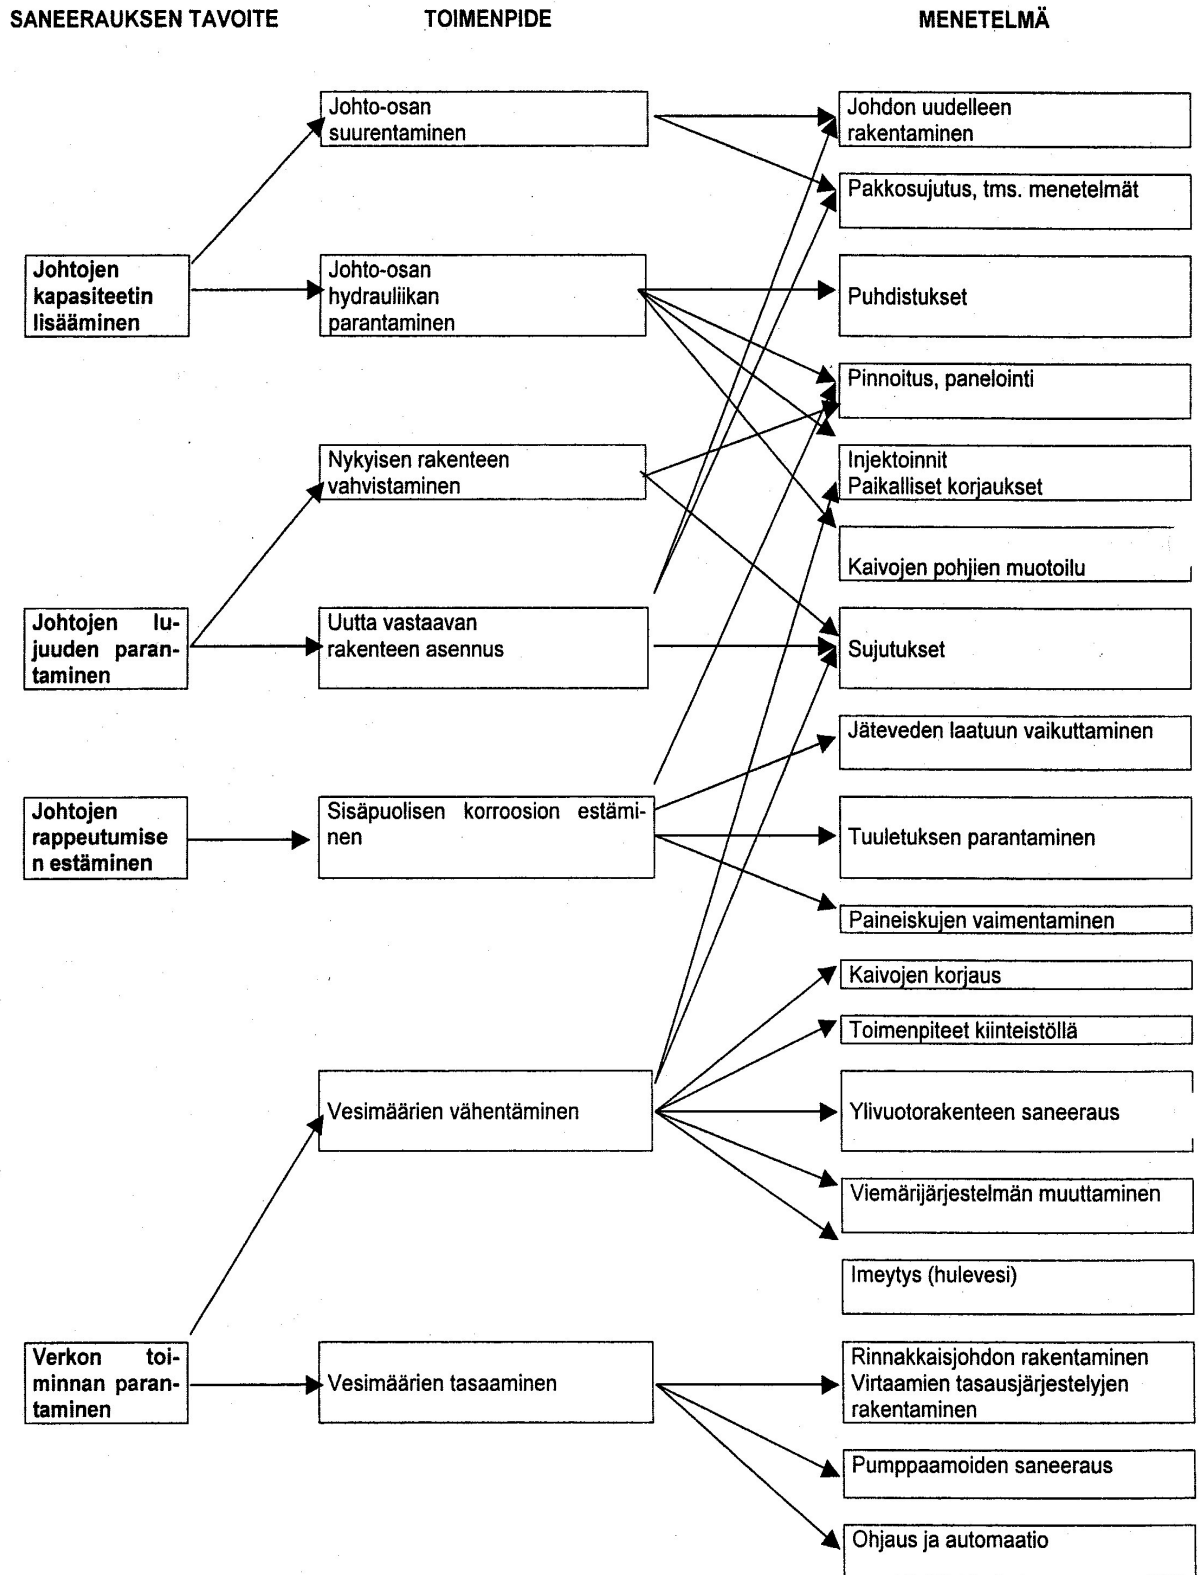 SANEERAUKSEN TAVOITE
TOIMENPIDE
MENETELMÄ
Johtojen
kapasiteetin
lisääminen
Johtojen lu-
juuden paran-
taminen
Johtojen
rappeutumise
n estäminen
Verkon toi-
minnan paran-
taminen
Johto-osan
suurentaminen
Johto-osan
hydrauliikan
parantaminen
Nykyisen rakenteen
vahvistaminen
Uutta vastaavan
rakenteen asennus
Sisäpuolisen korroosion estämi-
nen
Vesimäärien vähentäminen
Vesimäärien tasaaminen
Johdon uudelleen
rakentaminen
Pakkosujutus, tms. menetelmät
Puhdistukset
Pinnoitus, panelointi
Injektoinnit
Paikalliset korjaukset
Kaivojen pohjien muotoilu
Sujutukset
Jäteveden laatuun vaikuttaminen
Tuuletuksen parantaminen
Paineiskujen vaimentaminen
Kaivojen korjaus
Toimenpiteet kiinteistöllä
Ylivuotorakenteen saneeraus
Viemärijärjestelmän muuttaminen
Imeytys (hulevesi)
Rinnakkaisjohdon rakentaminen
Virtaamien tasausjärjestelyjen
rakentaminen
Pumppaamoiden saneeraus
Ohjaus ja automaatio